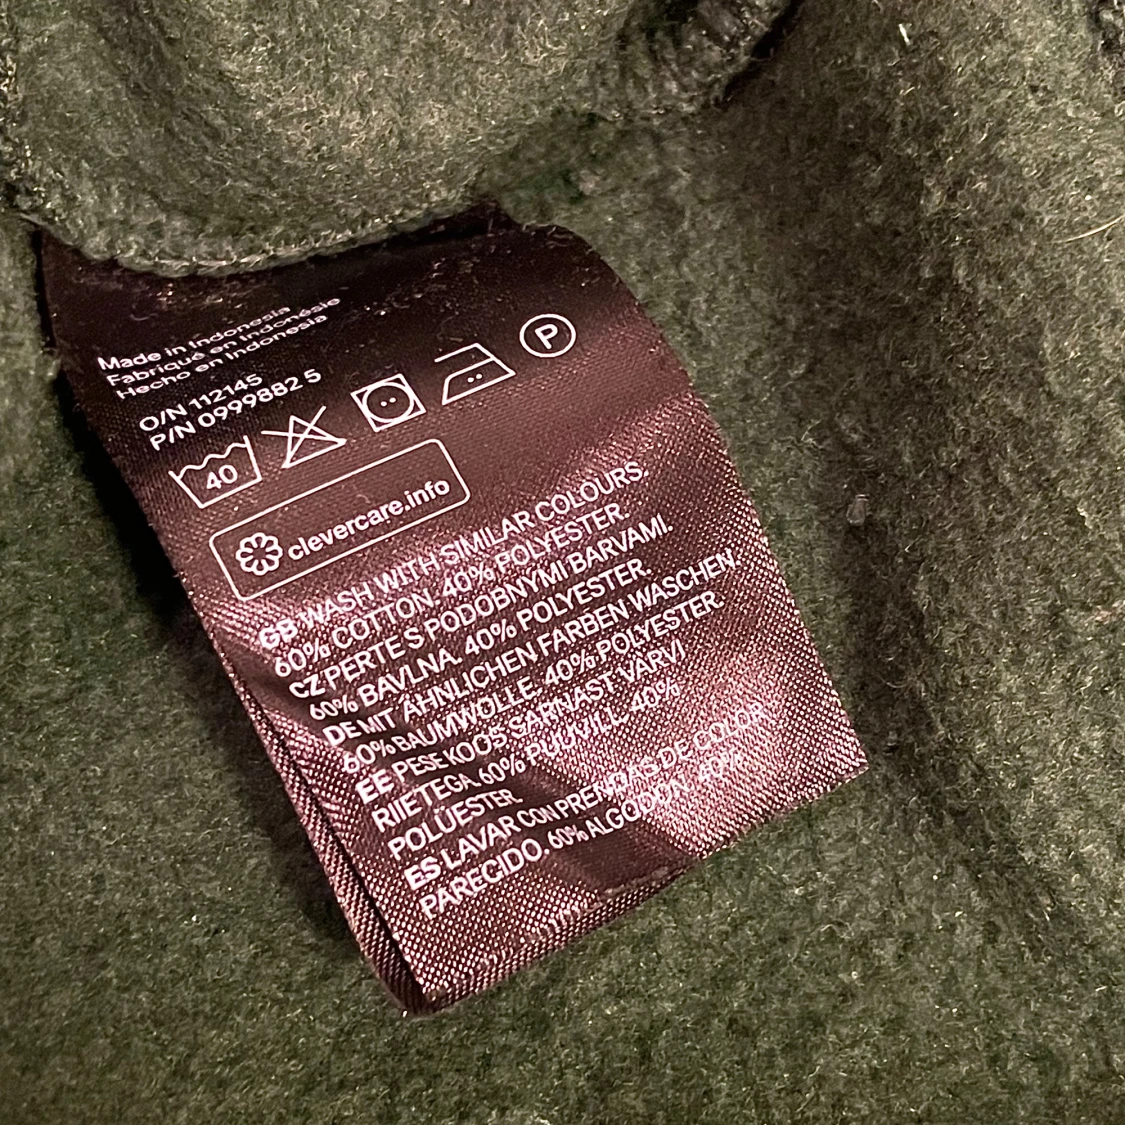 Made in Indonesia
Fabriqué en Indonésie
Hecho en Indonesia
O/N 112145
P/N 0999882 5
40
P
clevercare.info
GB WASH WITH SIMILAR COLOURS.
60% COTTON. 40% POLYESTER.
CZ PERTE S PODOBNÝMI BARVAMI.
60% BAVLNA. 40% POLYESTER.
DE MIT ÄHNLICHEN FARBEN WASCHEN.
60% BAUMWOLLE. 40% POLYESTER.
EE PESE KOOS SARNAST VÄRVI
RIIETEGA. 60% PUUVILL. 40%
POLÜESTER.
ES LAVAR CON PRENDAS DE COLOR
PARECIDO. 60% ALGODÓN. 40%